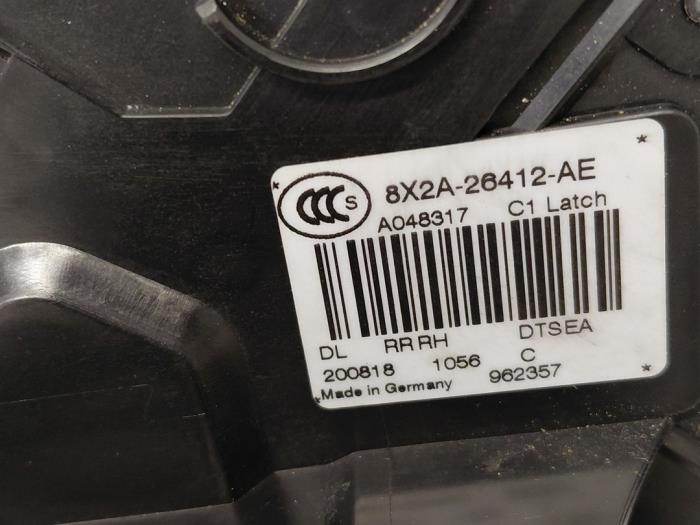 CCC S 8X2A-26412-AE
A048317 C1 Latch
DL RR RH DTSEA
200818 1056 C
Made in Germany 962357